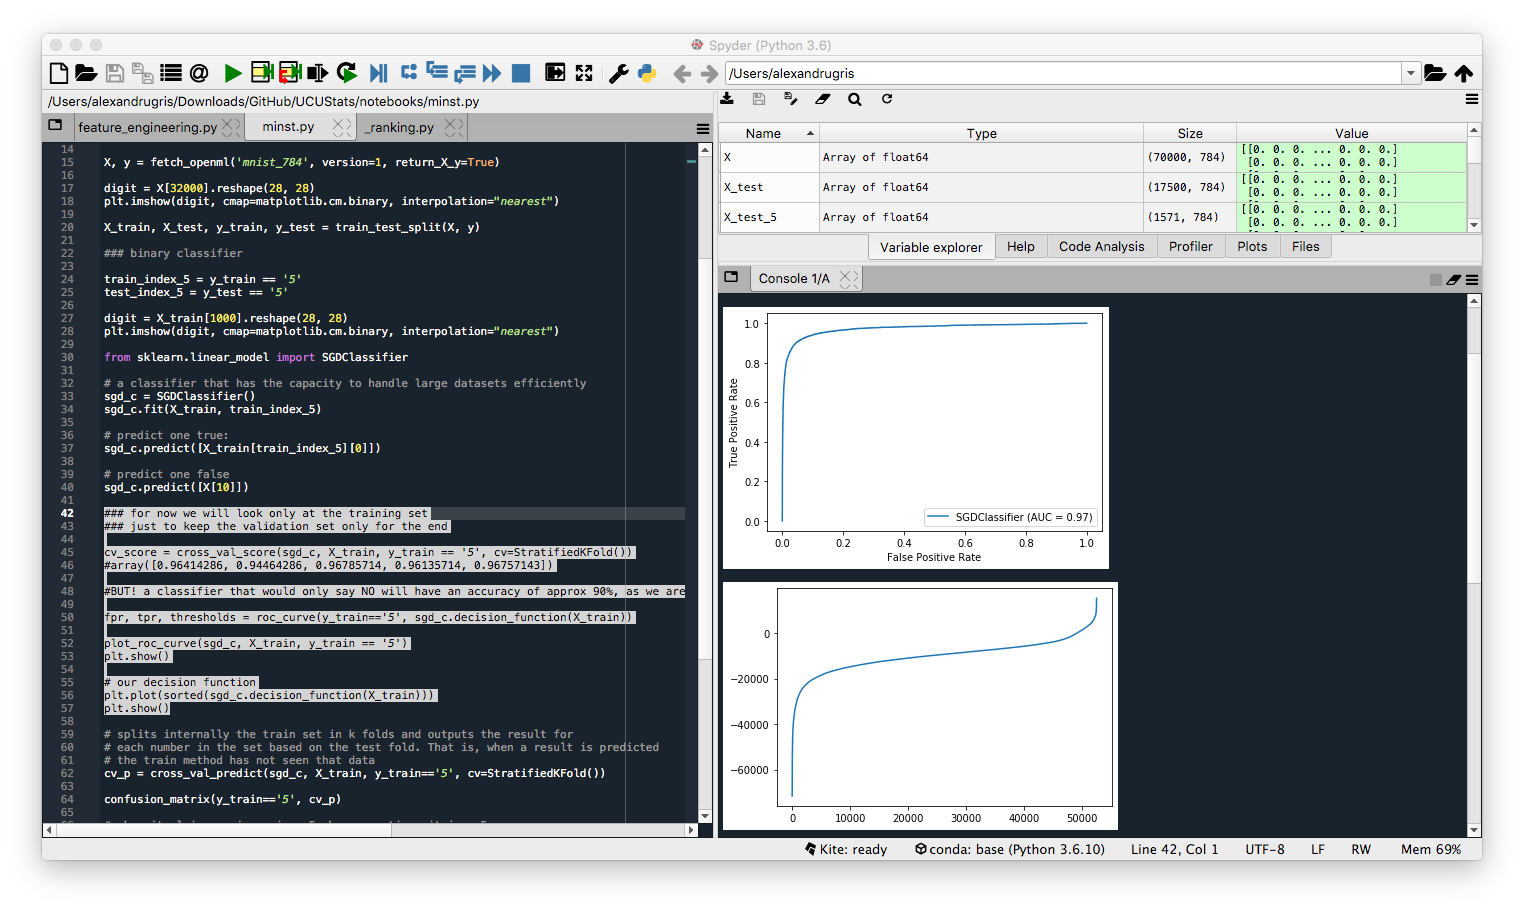 Spyder (Python 3.6)
/Users/alexandrugris
/Users/alexandrugris/Downloads/GitHub/UCUStats/notebooks/minst.py
feature_engineering.py
minst.py
_ranking.py
14
15 X, y = fetch_openml('mnist_784', version=1, return_X_y=True)
16
17 digit = X[32000].reshape(28, 28)
18 plt.imshow(digit, cmap=matplotlib.cm.binary, interpolation="nearest")
19
20 X_train, X_test, y_train, y_test = train_test_split(X, y)
21
22 ### binary classifier
23
24 train_index_5 = y_train == '5'
25 test_index_5 = y_test == '5'
26
27 digit = X_train[1000].reshape(28, 28)
28 plt.imshow(digit, cmap=matplotlib.cm.binary, interpolation="nearest")
29
30 from sklearn.linear_model import SGDClassifier
31
32 # a classifier that has the capacity to handle large datasets efficiently
33 sgd_c = SGDClassifier()
34 sgd_c.fit(X_train, train_index_5)
35
36 # predict one true:
37 sgd_c.predict([X_train[train_index_5][0]])
38
39 # predict one false
40 sgd_c.predict([X[10]])
41
42 ### for now we will look only at the training set
43 ### just to keep the validation set only for the end
44
45 cv_score = cross_val_score(sgd_c, X_train, y_train == '5', cv=StratifiedKFold())
46 #array([0.96414286, 0.94464286, 0.96785714, 0.96135714, 0.96757143])
47
48 #BUT! a classifier that would only say NO will have an accuracy of approx 90%, as we are
49
50 fpr, tpr, thresholds = roc_curve(y_train=='5', sgd_c.decision_function(X_train))
51
52 plot_roc_curve(sgd_c, X_train, y_train == '5')
53 plt.show()
54
55 # our decision function
56 plt.plot(sorted(sgd_c.decision_function(X_train)))
57 plt.show()
58
59 # splits internally the train set in k folds and outputs the result for
60 # each number in the set based on the test fold. That is, when a result is predicted
61 # the train method has not seen that data
62 cv_p = cross_val_predict(sgd_c, X_train, y_train=='5', cv=StratifiedKFold())
63
64 confusion_matrix(y_train=='5', cv_p)
65
Name Type Size Value
X Array of float64 (70000, 784) [[0. 0. 0. ... 0. 0. 0.]
[0. 0. 0. ... 0. 0. 0.]
X_test Array of float64 (17500, 784) [[0. 0. 0. ... 0. 0. 0.]
[0. 0. 0. ... 0. 0. 0.]
X_test_5 Array of float64 (1571, 784) [[0. 0. 0. ... 0. 0. 0.]
[0. 0. 0. ... 0. 0. 0.]
Variable explorer Help Code Analysis Profiler Plots Files
Console 1/A
1.0
0.8
0.6
0.4
0.2
0.0
True Positive Rate
SGDClassifier (AUC = 0.97)
0.0 0.2 0.4 0.6 0.8 1.0
False Positive Rate
0
−20000
−40000
−60000
0 10000 20000 30000 40000 50000
Kite: ready conda: base (Python 3.6.10) Line 42, Col 1 UTF-8 LF RW Mem 69%